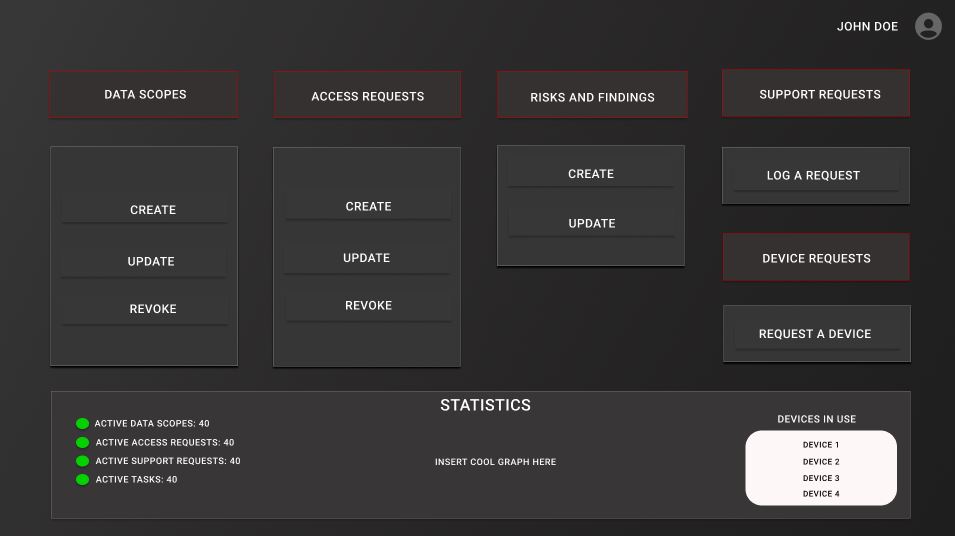 JOHN DOE
DATA SCOPES
CREATE
UPDATE
REVOKE
ACCESS REQUESTS
CREATE
UPDATE
REVOKE
RISKS AND FINDINGS
CREATE
UPDATE
SUPPORT REQUESTS
LOG A REQUEST
DEVICE REQUESTS
REQUEST A DEVICE
STATISTICS
ACTIVE DATA SCOPES: 40
ACTIVE ACCESS REQUESTS: 40
ACTIVE SUPPORT REQUESTS: 40
ACTIVE TASKS: 40
INSERT COOL GRAPH HERE
DEVICES IN USE
DEVICE 1
DEVICE 2
DEVICE 3
DEVICE 4